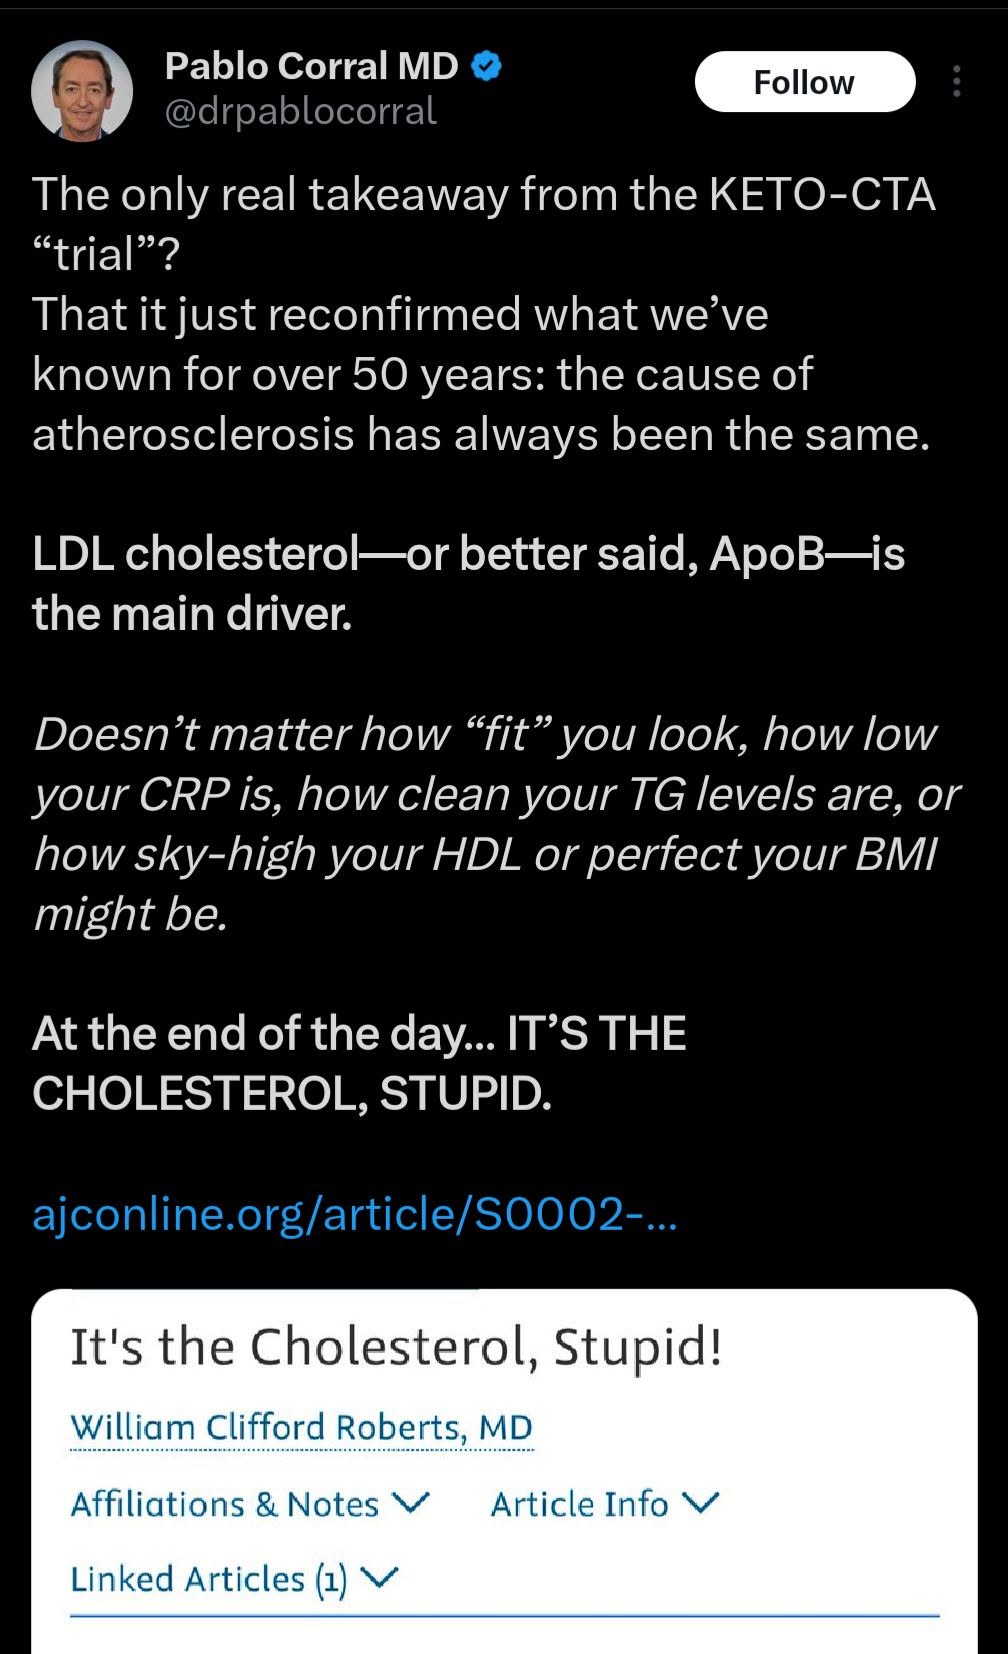 Pablo Corral MD
@drpablocorral
Follow
The only real takeaway from the KETO-CTA
“trial”?
That it just reconfirmed what we’ve
known for over 50 years: the cause of
atherosclerosis has always been the same.
LDL cholesterol—or better said, ApoB—is
the main driver.
Doesn’t matter how “fit” you look, how low
your CRP is, how clean your TG levels are, or
how sky-high your HDL or perfect your BMI
might be.
At the end of the day... IT’S THE
CHOLESTEROL, STUPID.
ajconline.org/article/S0002-...
It's the Cholesterol, Stupid!
William Clifford Roberts, MD
Affiliations & Notes
Article Info
Linked Articles (1)